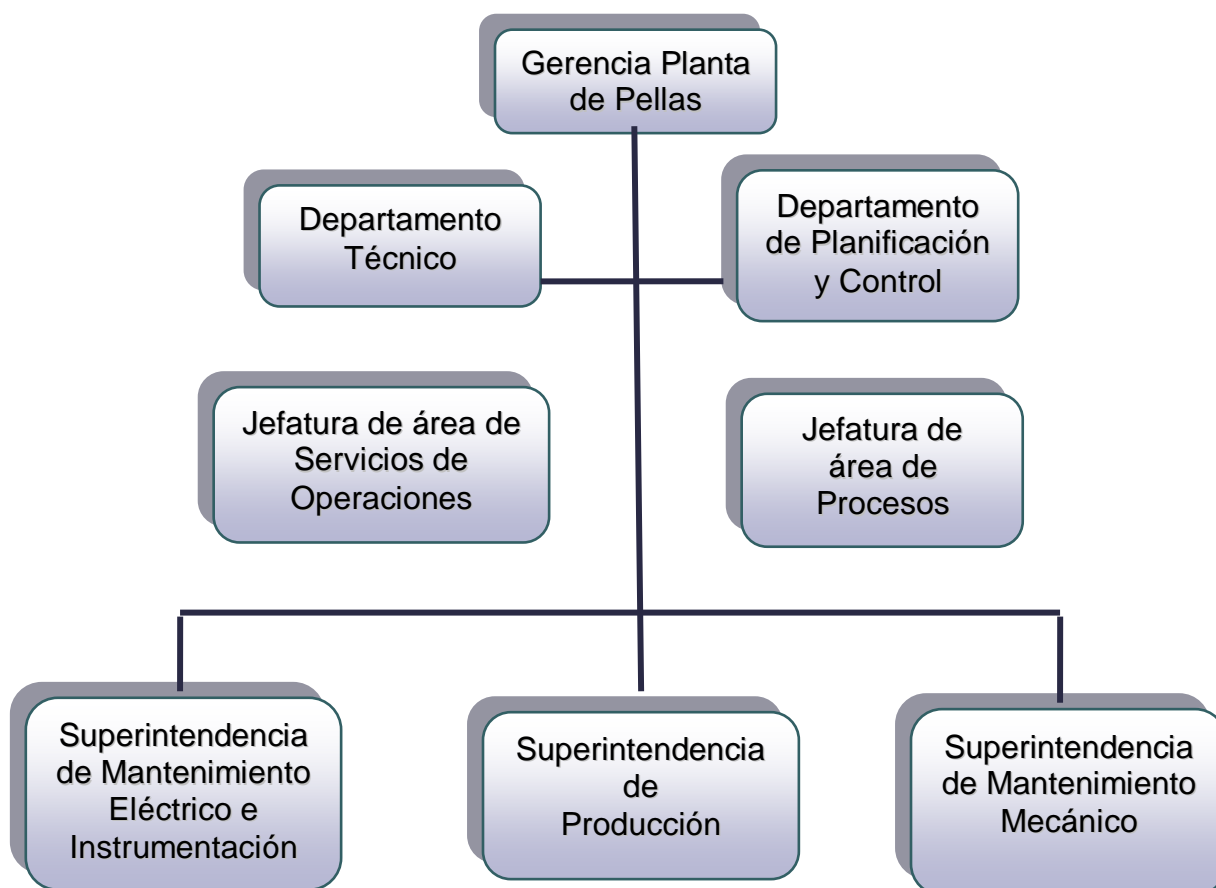 Gerencia Planta
de Pellas
Departamento
Técnico
Departamento
de Planificación
y Control
Jefatura de área de
Servicios de
Operaciones
Jefatura de
área de
Procesos
Superintendencia
de Mantenimiento
Eléctrico e
Instrumentación
Superintendencia
de
Producción
Superintendencia
de Mantenimiento
Mecánico